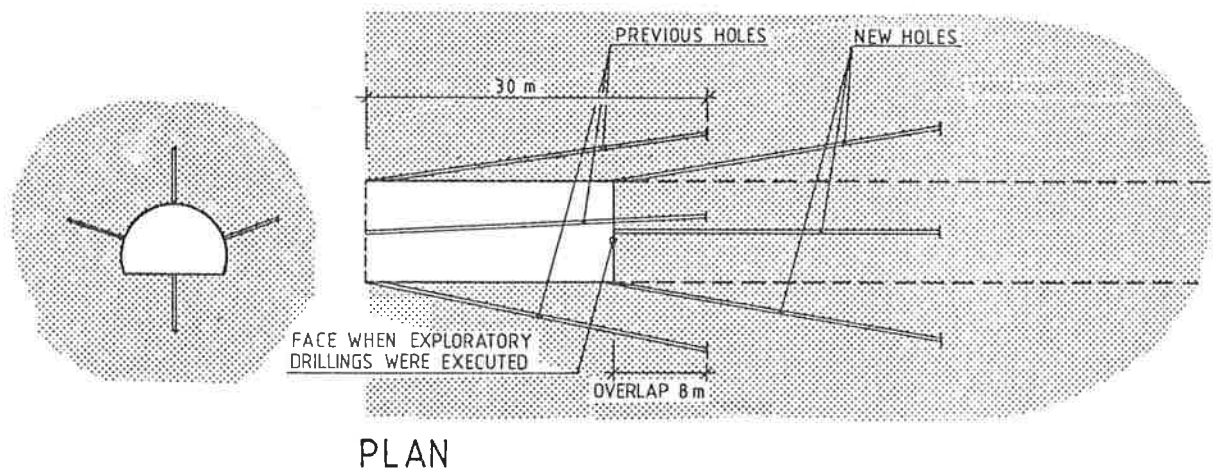 PREVIOUS HOLES
NEW HOLES
30 m
FACE WHEN EXPLORATORY
DRILLINGS WERE EXECUTED
OVERLAP 8 m
PLAN